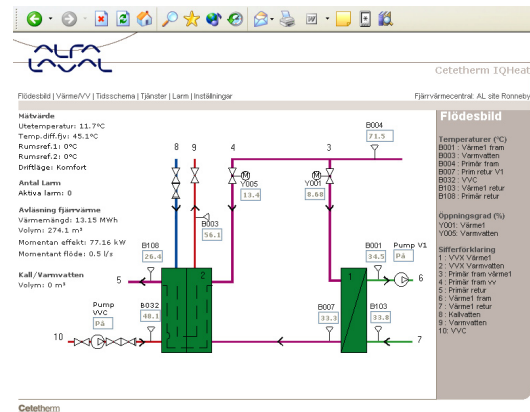 ALFA
LAVAL
Cetetherm IQHeat
Flödesbild | Värme/VV | Tidsschema | Tjänster | Larm | Inställningar
Fjärrvärmecentral: AL site Ronneby
Mätvärde
Utetemperatur: 11.7°C
Temp.diff.fjv: 45.1°C
Rumsref.1: 0°C
Rumsref.2: 0°C
Driftläge: Komfort
Antal Larm
Aktiva larm: 0
Avläsning fjärrvärme
Värmemängd: 13.15 MWh
Volym: 274.1 m³
Momentan effekt: 77.16 kW
Momentant flöde: 0.5 l/s
Kall/Varmvatten
Volym: 0 m³
8
9
4
3
B004
71.5
M
Y005
13.4
M
Y001
8.68
B003
56.1
B108
26.4
B001
34.5
Pump V1
På
5
2
1
6
Pump
VVC
På
B032
48.1
B007
33.3
B103
33.8
10
7
Flödesbild
Temperaturer (°C)
B001 : Värme1 fram
B003 : Varmvatten
B004 : Primär fram
B007 : Prim retur V1
B032 : VVC
B103 : Värme1 retur
B108 : Primär retur
Öppningsgrad (%)
Y001: Värme1
Y005: Varmvatten
Sifferförklaring
1 : VVX Värme1
2 : VVX Varmvatten
3 : Primär fram värme1
4 : Primär fram vv
5 : Primär retur
6 : Värme1 fram
7 : Värme1 retur
8 : Kallvatten
9 : Varmvatten
10: VVC
Cetetherm